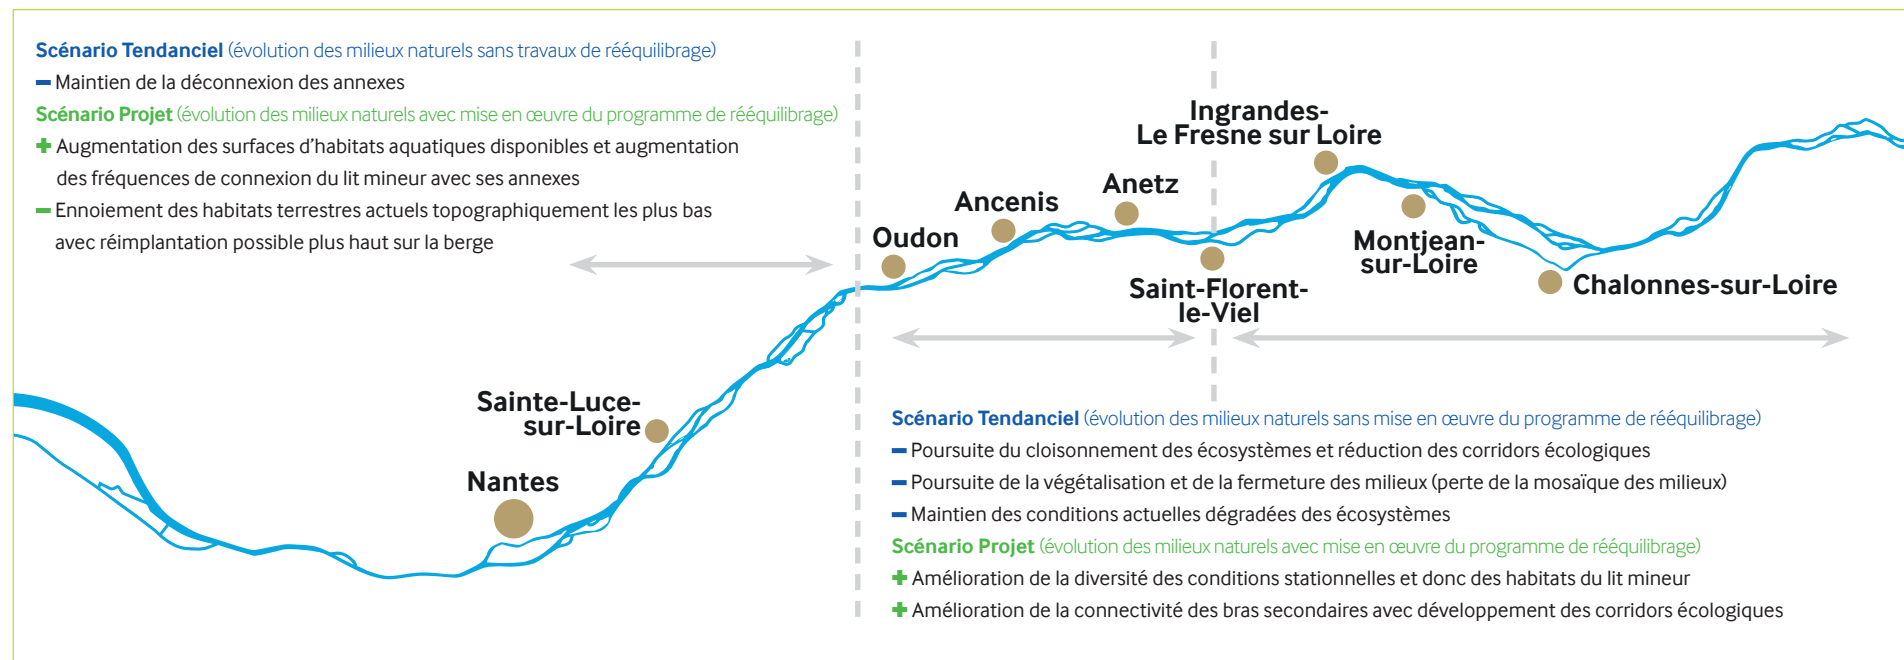 Scénario Tendanciel (évolution des milieux naturels sans travaux de rééquilibrage)
– Maintien de la déconnexion des annexes
Scénario Projet (évolution des milieux naturels avec mise en œuvre du programme de rééquilibrage)
+ Augmentation des surfaces d'habitats aquatiques disponibles et augmentation
des fréquences de connexion du lit mineur avec ses annexes
– Ennoiement des habitats terrestres actuels topographiquement les plus bas
avec réimplantation possible plus haut sur la berge
Ingrandes-
Le Fresne sur Loire
Anetz
Ancenis
Oudon
Montjean-
sur-Loire
Saint-Florent-
le-Viel
Chalonnes-sur-Loire
Sainte-Luce-
sur-Loire
Nantes
Scénario Tendanciel (évolution des milieux naturels sans mise en œuvre du programme de rééquilibrage)
– Poursuite du cloisonnement des écosystèmes et réduction des corridors écologiques
– Poursuite de la végétalisation et de la fermeture des milieux (perte de la mosaïque des milieux)
– Maintien des conditions actuelles dégradées des écosystèmes
Scénario Projet (évolution des milieux naturels avec mise en œuvre du programme de rééquilibrage)
+ Amélioration de la diversité des conditions stationnelles et donc des habitats du lit mineur
+ Amélioration de la connectivité des bras secondaires avec développement des corridors écologiques